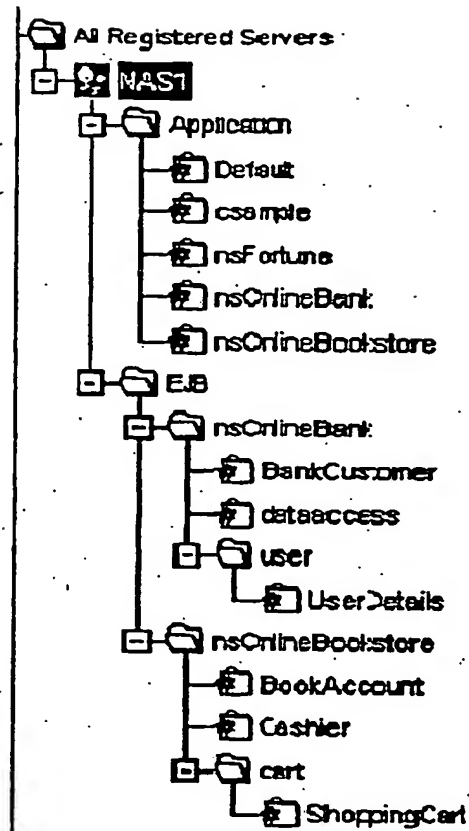 All Registered Servers
NAS1
Application
Default
csample
nsFortune
nsOnlineBank
nsOnlineBookstore
EJB
nsOnlineBank
BankCustomer
dataaccess
user
UserDetails
nsOnlineBookstore
BookAccount
Cashier
cart
ShoppingCart